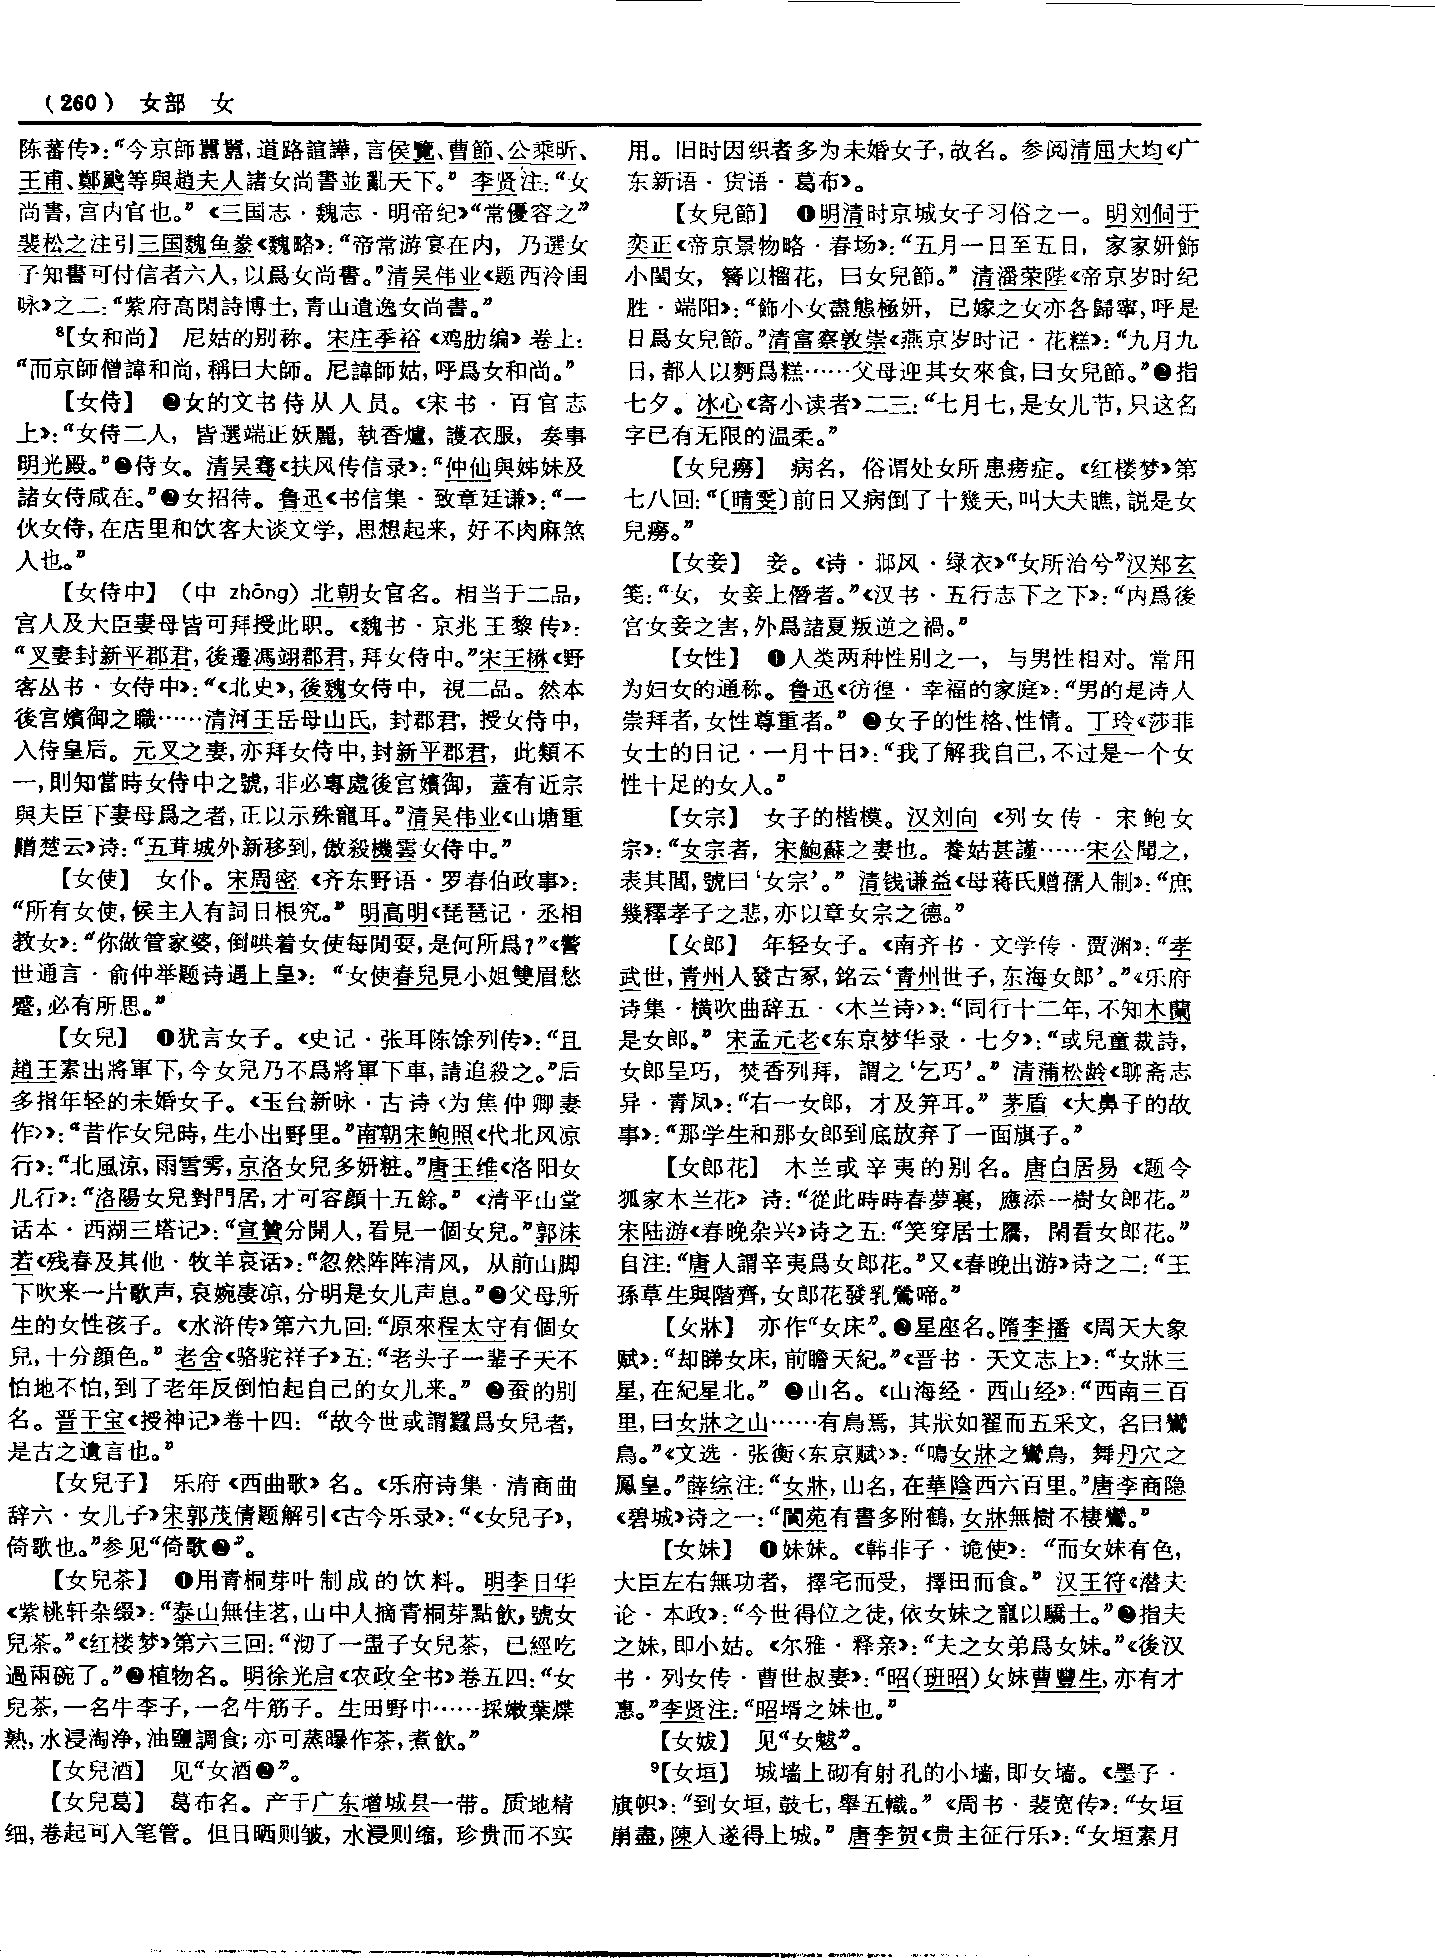 (260) 女部 女
陈蕃传》:“今京師囂囂,道路諠譁,言侯覽、曹節、公乘昕、
王甫、鄭颯等與趙夫人諸女尚書並亂天下。”李贤注:“女
尚書,宫内官也。”《三国志·魏志·明帝纪》“常優容之”
裴松之注引三国魏鱼豢《魏略》:“帝常游宴在内,乃選女
子知書可付信者六人,以爲女尚書。”清吴伟业《题西泠闺
咏》之二:“紫府高閑詩博士,青山遺逸女尚書。”
8【女和尚】 尼姑的别称。宋庄季裕《鸡肋编》卷上:
“而京師僧諱和尚,稱曰大師。尼諱師姑,呼爲女和尚。”
【女侍】 ❶女的文书侍从人员。《宋书·百官志
上》:“女侍二人,皆選端正妖麗,執香爐,護衣服,奏事
明光殿。”❷侍女。清吴骞《扶风传信录》:“仲仙與姊妹及
諸女侍咸在。”❸女招待。鲁迅《书信集·致章廷谦》:“一
伙女侍,在店里和饮客大谈文学,思想起来,好不肉麻煞
人也。”
【女侍中】 (中 zhōng) 北朝女官名。相当于二品,
宫人及大臣妻母皆可拜授此职。《魏书·京兆王黎传》:
“叉妻封新平郡君,後遷馮翊郡君,拜女侍中。”宋王楙《野
客丛书·女侍中》:“《北史》,後魏女侍中,視二品。然本
後宫嬪御之職……清河王岳母山氏,封郡君,授女侍中,
入侍皇后。元叉之妻,亦拜女侍中,封新平郡君,此類不
一,則知當時女侍中之號,非必專處後宫嬪御,蓋有近宗
與夫臣下妻母爲之者,正以示殊寵耳。”清吴伟业《山塘重
赠楚云》诗:“五茸城外新移到,傲殺機雲女侍中。”
【女使】 女仆。宋周密《齐东野语·罗春伯政事》:
“所有女使,候主人有詞日根究。”明高明《琵琶记·丞相
教女》:“你做管家婆,倒哄着女使每閒耍,是何所爲?”《警
世通言·俞仲举题诗遇上皇》:“女使春兒見小姐雙眉愁
蹙,必有所思。”
【女兒】 ❶犹言女子。《史记·张耳陈馀列传》:“且
趙王素出將軍下,今女兒乃不爲將軍下車,請追殺之。”后
多指年轻的未婚女子。《玉台新咏·古诗〈为焦仲卿妻
作〉》:“昔作女兒時,生小出野里。”南朝宋鲍照《代北风凉
行》:“北風涼,雨雪雱,京洛女兒多妍粧。”唐王维《洛阳女
儿行》:“洛陽女兒對門居,才可容顔十五餘。”《清平山堂
话本·西湖三塔记》:“宣贊分開人,看見一個女兒。”郭沫
若《残春及其他·牧羊哀话》:“忽然阵阵清风,从前山脚
下吹来一片歌声,哀婉凄凉,分明是女儿声息。”❷父母所
生的女性孩子。《水浒传》第六九回:“原來程太守有個女
兒,十分顔色。”老舍《骆驼祥子》五:“老头子一辈子天不
怕地不怕,到了老年反倒怕起自己的女儿来。”❸蚕的别
名。晋干宝《搜神记》卷十四:“故今世或謂蠶爲女兒者,
是古之遺言也。”
【女兒子】 乐府《西曲歌》名。《乐府诗集·清商曲
辞六·女儿子》宋郭茂倩题解引《古今乐录》:“《女兒子》,
倚歌也。”参见“倚歌❷”。
【女兒茶】 ❶用青桐芽叶制成的饮料。明李日华
《紫桃轩杂缀》:“泰山無佳茗,山中人摘青桐芽點飲,號女
兒茶。”《红楼梦》第六三回:“沏了一盅子女兒茶,已經吃
過兩碗了。”❷植物名。明徐光启《农政全书》卷五四:“女
兒茶,一名牛李子,一名牛筋子。生田野中……採嫩葉煠
熟,水浸淘净,油鹽調食;亦可蒸曝作茶,煮飲。”
【女兒酒】 见“女酒❷”。
【女兒葛】 葛布名。产于广东增城县一带。质地精
细,卷起可入笔管。但日晒则皱,水浸则缩,珍贵而不实
用。旧时因织者多为未婚女子,故名。参阅清屈大均《广
东新语·货语·葛布》。
【女兒節】 ❶明清时京城女子习俗之一。明刘侗于
奕正《帝京景物略·春场》:“五月一日至五日,家家妍飾
小閨女,簪以榴花,曰女兒節。”清潘荣陛《帝京岁时纪
胜·端阳》:“飾小女盡態極妍,已嫁之女亦各歸寧,呼是
日爲女兒節。”清富察敦崇《燕京岁时记·花糕》:“九月九
日,都人以麪爲糕……父母迎其女來食,曰女兒節。”❷指
七夕。冰心《寄小读者》二三:“七月七,是女儿节,只这名
字已有无限的温柔。”
【女兒癆】 病名,俗谓处女所患痨症。《红楼梦》第
七八回:“〔晴雯〕前日又病倒了十幾天,叫大夫瞧,説是女
兒癆。”
【女妾】 妾。《诗·邶风·绿衣》“女所治兮”汉郑玄
笺:“女,女妾上僭者。”《汉书·五行志下之下》:“内爲後
宫女妾之害,外爲諸夏叛逆之禍。”
【女性】 ❶人类两种性别之一,与男性相对。常用
为妇女的通称。鲁迅《彷徨·幸福的家庭》:“男的是诗人
崇拜者,女性尊重者。”❷女子的性格、性情。丁玲《莎菲
女士的日记·一月十日》:“我了解我自己,不过是一个女
性十足的女人。”
【女宗】 女子的楷模。汉刘向《列女传·宋鲍女
宗》:“女宗者,宋鮑蘇之妻也。養姑甚謹……宋公聞之,
表其閭,號曰‘女宗’。”清钱谦益《母蒋氏赠孺人制》:“庶
幾釋孝子之悲,亦以章女宗之德。”
【女郎】 年轻女子。《南齐书·文学传·贾渊》:“孝
武世,青州人發古冢,銘云‘青州世子,东海女郎’。”《乐府
诗集·横吹曲辞五·〈木兰诗〉》:“同行十二年,不知木蘭
是女郎。”宋孟元老《东京梦华录·七夕》:“或兒童裁詩,
女郎呈巧,焚香列拜,謂之‘乞巧’。”清蒲松龄《聊斋志
异·青凤》:“右一女郎,才及笄耳。”茅盾《大鼻子的故
事》:“那学生和那女郎到底放弃了一面旗子。”
【女郎花】 木兰或辛夷的别名。唐白居易《题令
狐家木兰花》诗:“從此時時春夢裏,應添一樹女郎花。”
宋陆游《春晚杂兴》诗之五:“笑穿居士屩,閑看女郎花。”
自注:“唐人謂辛夷爲女郎花。”又《春晚出游》诗之二:“王
孫草生與階齊,女郎花發乳鶯啼。”
【女牀】 亦作“女床”。❶星座名。隋李播《周天大象
赋》:“却睇女床,前瞻天紀。”《晋书·天文志上》:“女牀三
星,在紀星北。”❷山名。《山海经·西山经》:“西南三百
里,曰女牀之山……有鳥焉,其狀如翟而五采文,名曰鸞
鳥。”《文选·张衡〈东京赋〉》:“鳴女牀之鸞鳥,舞丹穴之
鳳皇。”薛综注:“女牀,山名,在華陰西六百里。”唐李商隐
《碧城》诗之一:“閬苑有書多附鶴,女牀無樹不棲鸞。”
【女妹】 ❶妹妹。《韩非子·诡使》:“而女妹有色,
大臣左右無功者,擇宅而受,擇田而食。”汉王符《潜夫
论·本政》:“今世得位之徒,依女妹之寵以驕士。”❷指夫
之妹,即小姑。《尔雅·释亲》:“夫之女弟爲女妹。”《後汉
书·列女传·曹世叔妻》:“昭(班昭)女妹曹豐生,亦有才
惠。”李贤注:“昭壻之妹也。”
【女妭】 见“女魃”。
9【女垣】 城墙上砌有射孔的小墙,即女墙。《墨子·
旗帜》:“到女垣,鼓七,舉五幟。”《周书·裴宽传》:“女垣
崩盡,陳人遂得上城。”唐李贺《贵主征行乐》:“女垣素月